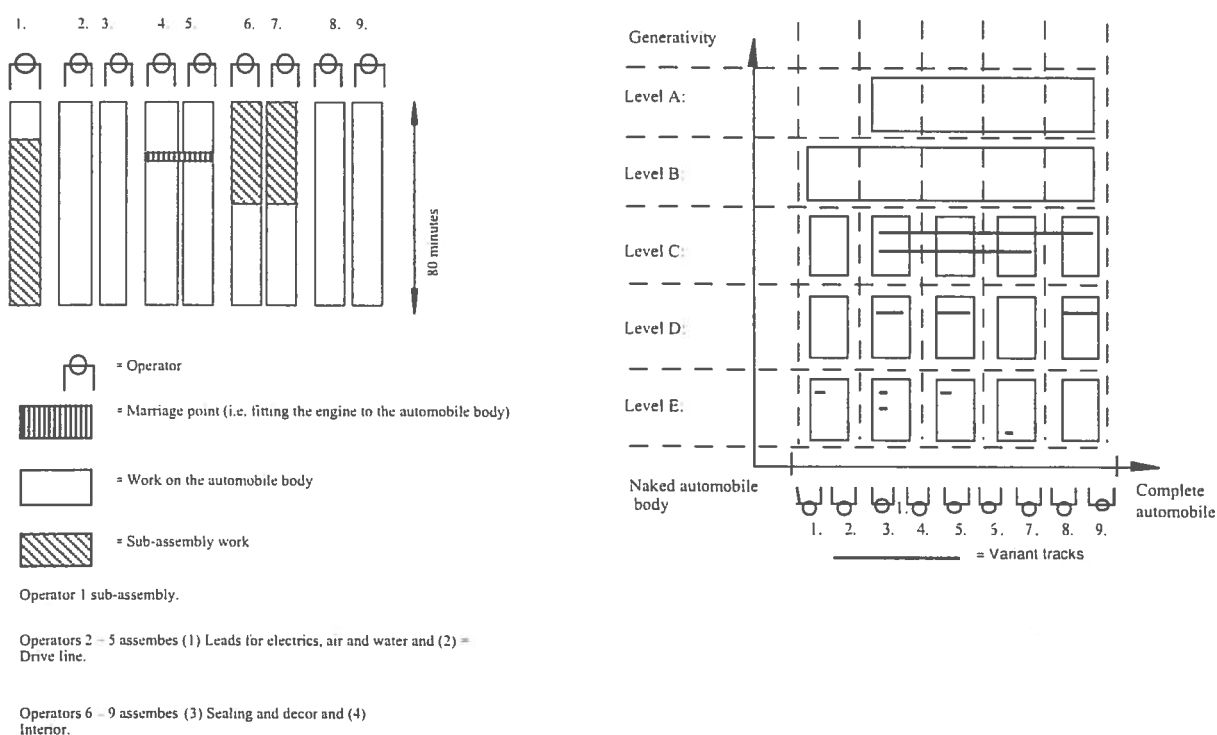 1. 2. 3. 4. 5. 6. 7. 8. 9.
80 minutes
= Operator
= Marriage point (i.e. fitting the engine to the automobile body)
= Work on the automobile body
= Sub-assembly work
Operator 1 sub-assembly.
Operators 2 – 5 assembes (1) Leads for electrics, air and water and (2) =
Drive line.
Operators 6 – 9 assembes (3) Sealing and decor and (4)
Interior.
Generativity
Level A:
Level B:
Level C:
Level D:
Level E:
Naked automobile
body
Complete
automobile
1. 2. 3. 4. 5. 6. 7. 8. 9.
= Variant tracks